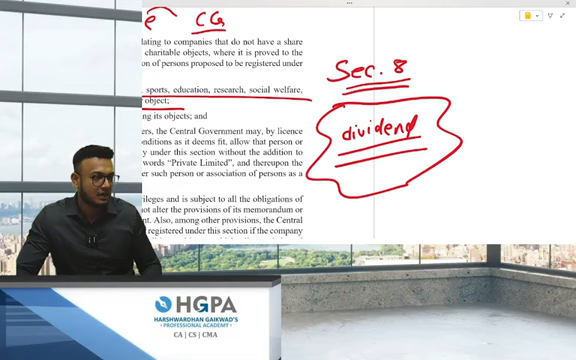 e CG
lating to companies that do not have a share
charitable objects, where it is proved to the
on of persons proposed to be registered under
sports, education, research, social welfare,
object;
ing its objects; and
ers, the Central Government may, by licence
onditions as it deems fit, allow that person or
y under this section without the addition to
words “Private Limited”, and thereupon the
er such person or association of persons as a
vileges and is subject to all the obligations of
not alter the provisions of its memorandum or
nt. Also, among other provisions, the Central
registered under this section if the company
Sec. 8
dividend
HGPA
HARSHWARDHAN GAIKWAD'S
PROFESSIONAL ACADEMY
CA | CS | CMA